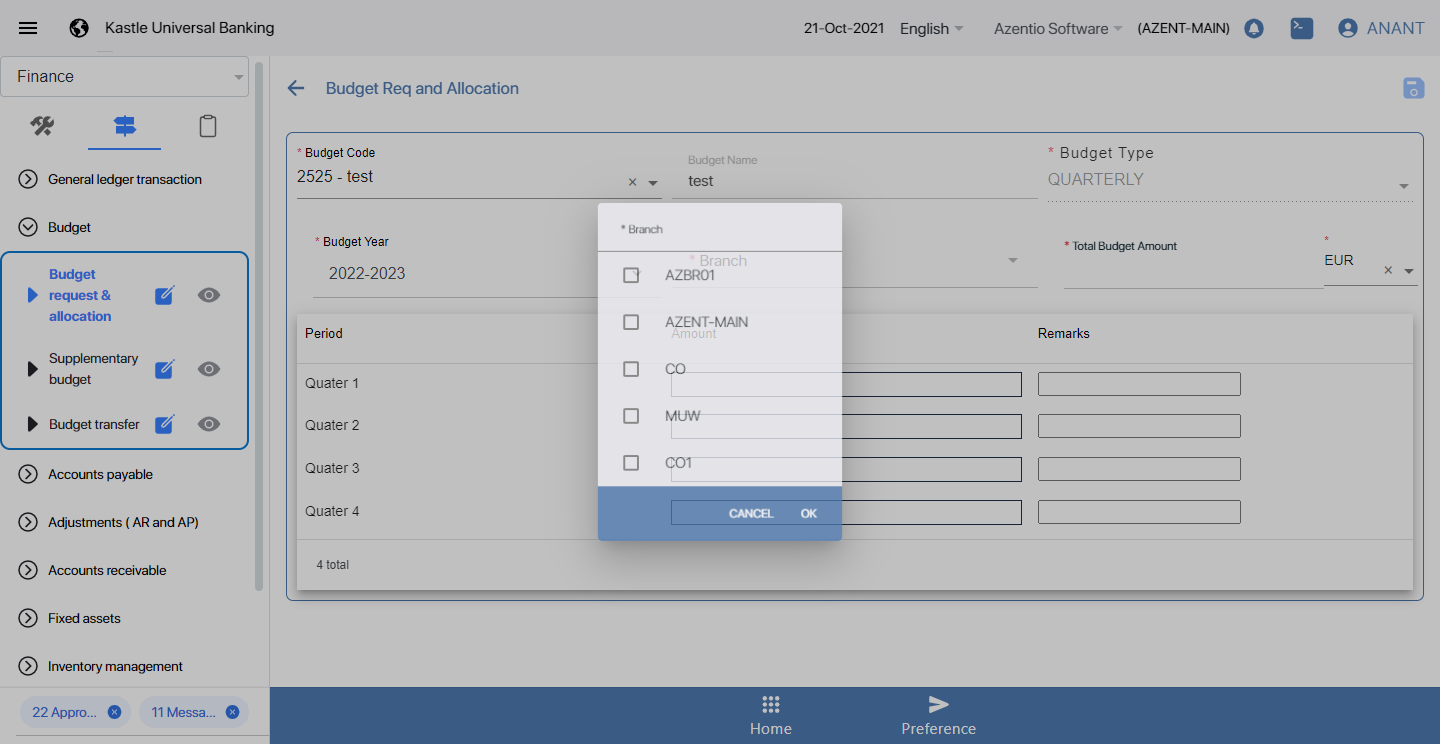 Kastle Universal Banking
21-Oct-2021 English Azentio Software (AZENT-MAIN) ANANT
Finance
General ledger transaction
Budget
Budget
request &
allocation
Supplementary
budget
Budget transfer
Accounts payable
Adjustments ( AR and AP)
Accounts receivable
Fixed assets
Inventory management
22 Appro...
11 Messa...
Budget Req and Allocation
* Budget Code
2525 - test
Budget Name
test
* Budget Type
QUARTERLY
* Budget Year
2022-2023
* Branch
* Total Budget Amount
*
EUR
Period
Amount
Remarks
Quater 1
Quater 2
Quater 3
Quater 4
4 total
* Branch
AZBR01
AZENT-MAIN
CO
MUW
CO1
CANCEL OK
Home
Preference